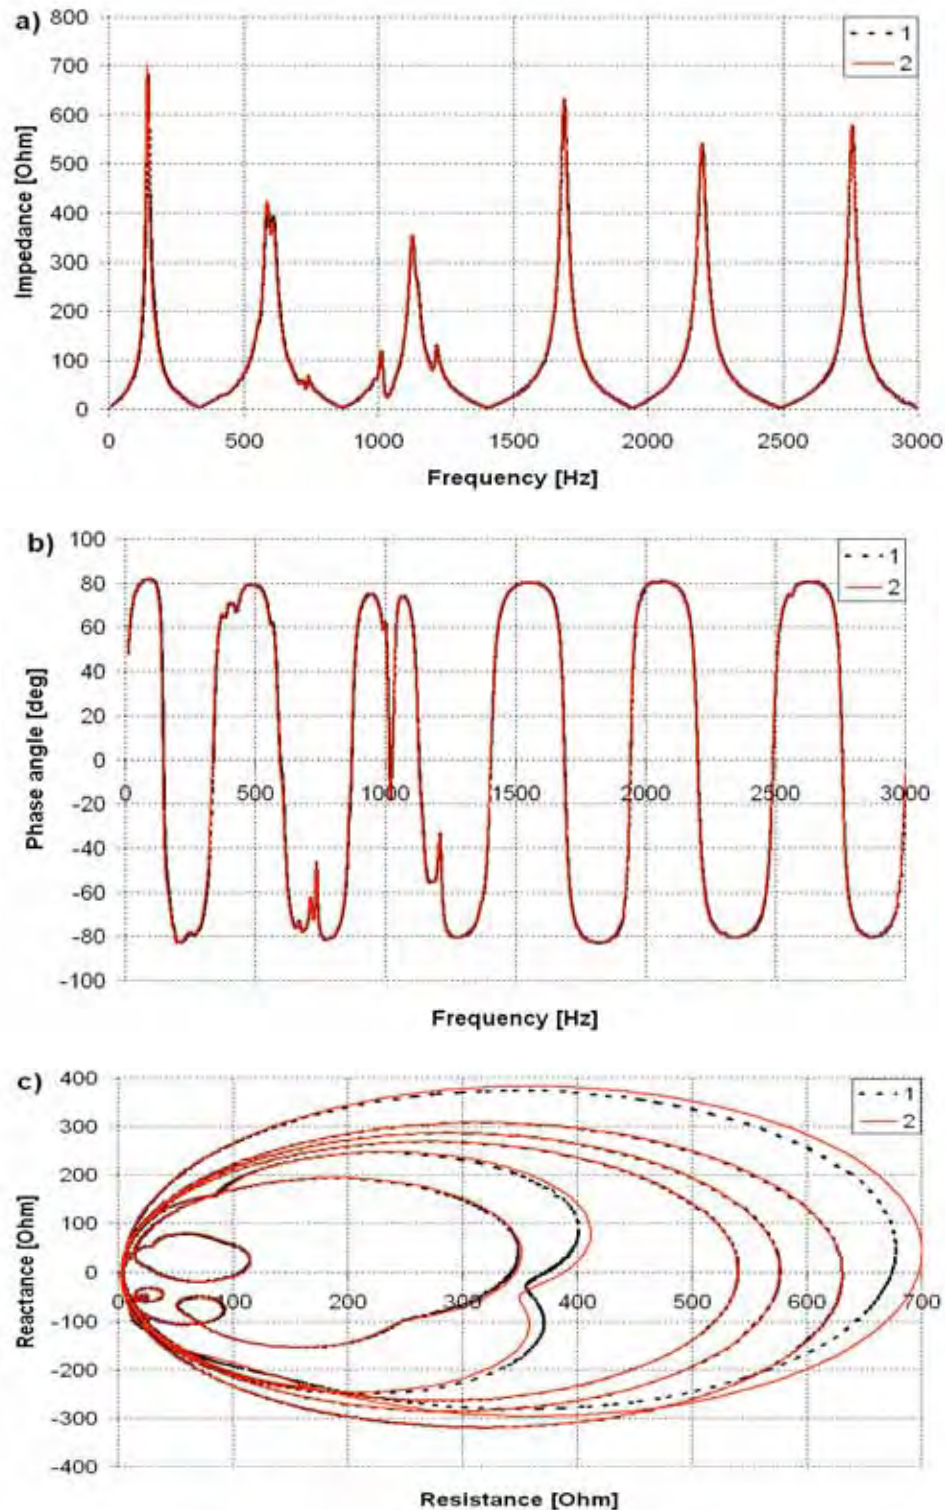 a)
800
700
600
500
400
300
200
100
0
Impedance [Ohm]
1
2
0 500 1000 1500 2000 2500 3000
Frequency [Hz]
b)
100
80
60
40
20
0
-20
-40
-60
-80
-100
Phase angle [deg]
1
2
0 500 1000 1500 2000 2500 3000
Frequency [Hz]
c)
400
300
200
100
0
-100
-200
-300
-400
Reactance [Ohm]
1
2
0 100 200 300 400 500 600 700
Resistance [Ohm]